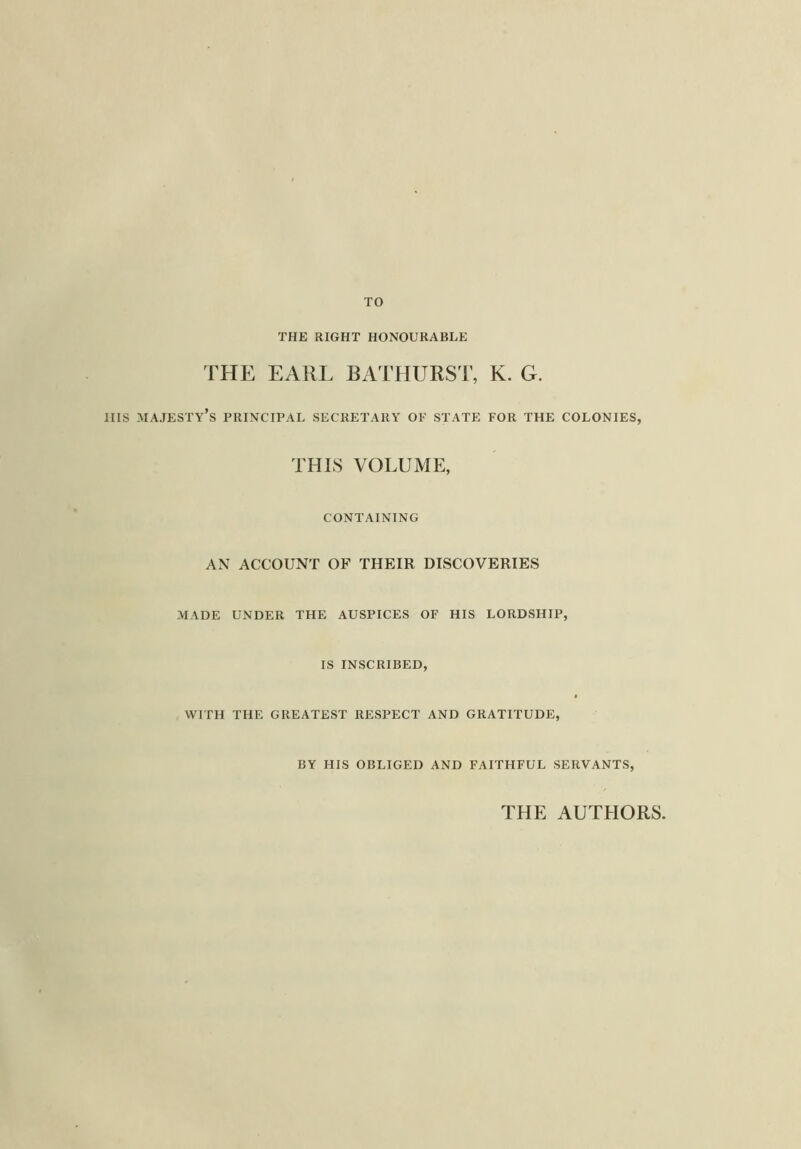 TO
THE RIGHT HONOURABLE
THE EARL BATHURST, K. G.
HIS MAJESTY'S PRINCIPAL SECRETARY OF STATE FOR THE COLONIES,
THIS VOLUME,
CONTAINING
AN ACCOUNT OF THEIR DISCOVERIES
MADE UNDER THE AUSPICES OF HIS LORDSHIP,
IS INSCRIBED,
WITH THE GREATEST RESPECT AND GRATITUDE,
BY HIS OBLIGED AND FAITHFUL SERVANTS,
THE AUTHORS.